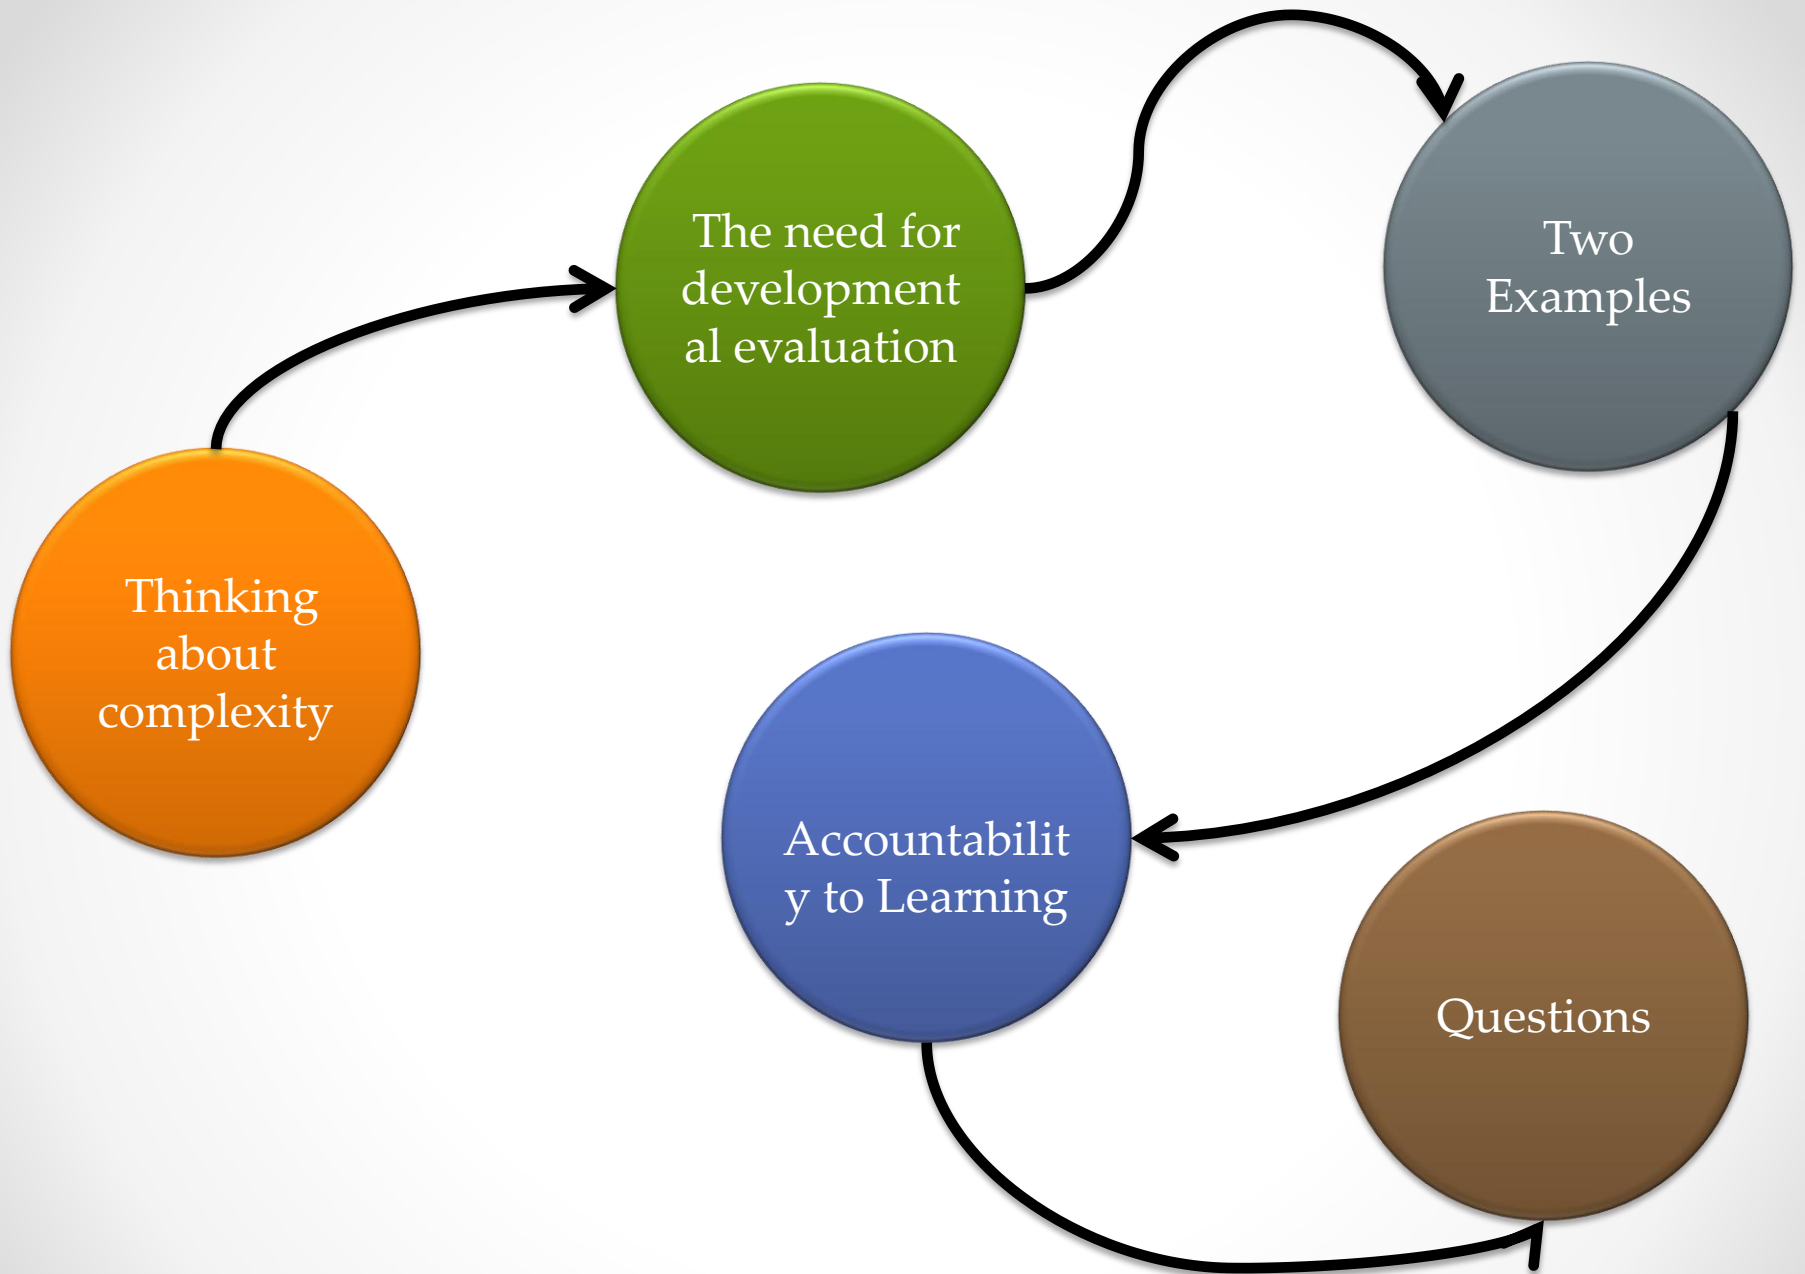 Thinking
about
complexity
The need for
development
al evaluation
Two
Examples
Accountabilit
y to Learning
Questions